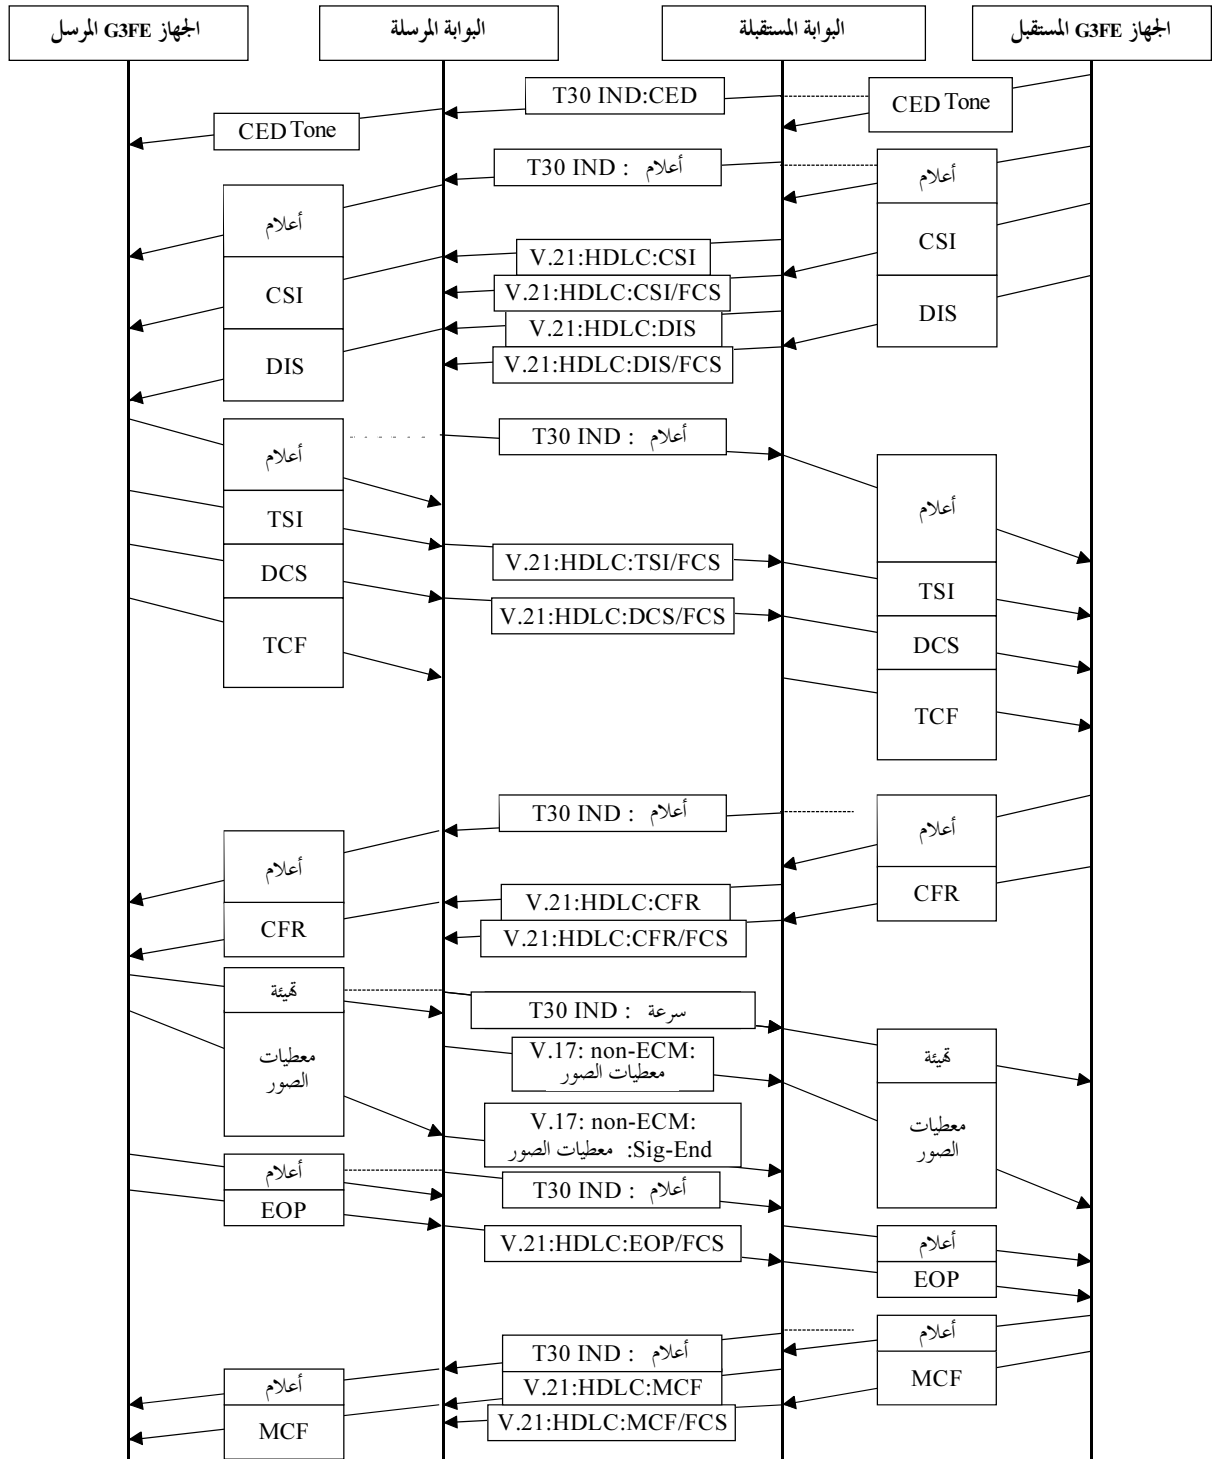 الجهاز G3FE المرسل
البوابة المرسلة
البوابة المستقبلة
الجهاز G3FE المستقبل
T30 IND:CED
CED Tone
CED Tone
T30 IND : أعلام
أعلام
أعلام
CSI
V.21:HDLC:CSI
CSI
V.21:HDLC:CSI/FCS
DIS
V.21:HDLC:DIS
V.21:HDLC:DIS/FCS
DIS
T30 IND : أعلام
أعلام
أعلام
TSI
V.21:HDLC:TSI/FCS
DCS
TSI
V.21:HDLC:DCS/FCS
TCF
DCS
TCF
T30 IND : أعلام
أعلام
أعلام
CFR
V.21:HDLC:CFR
CFR
V.21:HDLC:CFR/FCS
تهيئة
T30 IND : سرعة
V.17: non-ECM:
معطيات الصور
تهيئة
معطيات
الصور
V.17: non-ECM:
معطيات الصور :Sig-End
معطيات
الصور
أعلام
T30 IND : أعلام
EOP
V.21:HDLC:EOP/FCS
أعلام
EOP
أعلام
T30 IND : أعلام
MCF
أعلام
V.21:HDLC:MCF
V.21:HDLC:MCF/FCS
MCF